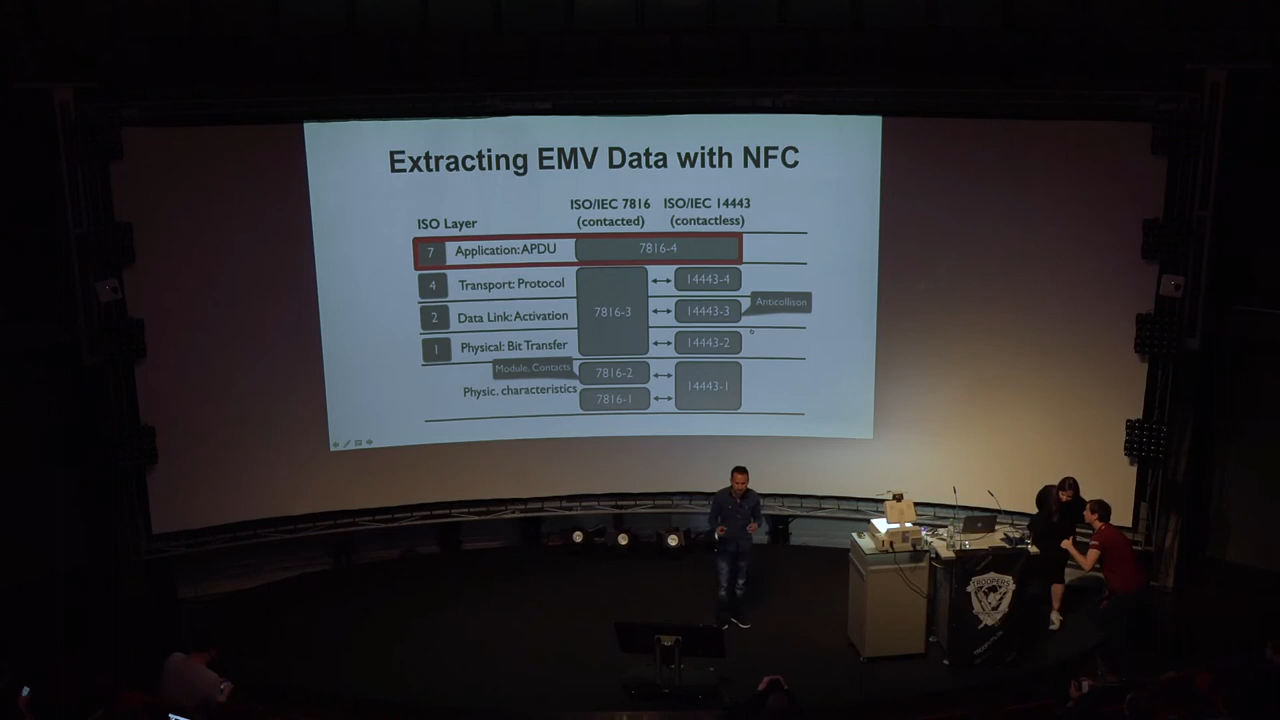 Extracting EMV Data with NFC
ISO/IEC 7816 ISO/IEC 14443
ISO Layer (contacted) (contactless)
7 Application: APDU 7816-4
4 Transport: Protocol 14443-4
2 Data Link: Activation 7816-3 14443-3 Anticollison
1 Physical: Bit Transfer 14443-2
Module, Contacts 7816-2
Physic. characteristics 14443-1
7816-1
TROOPERS